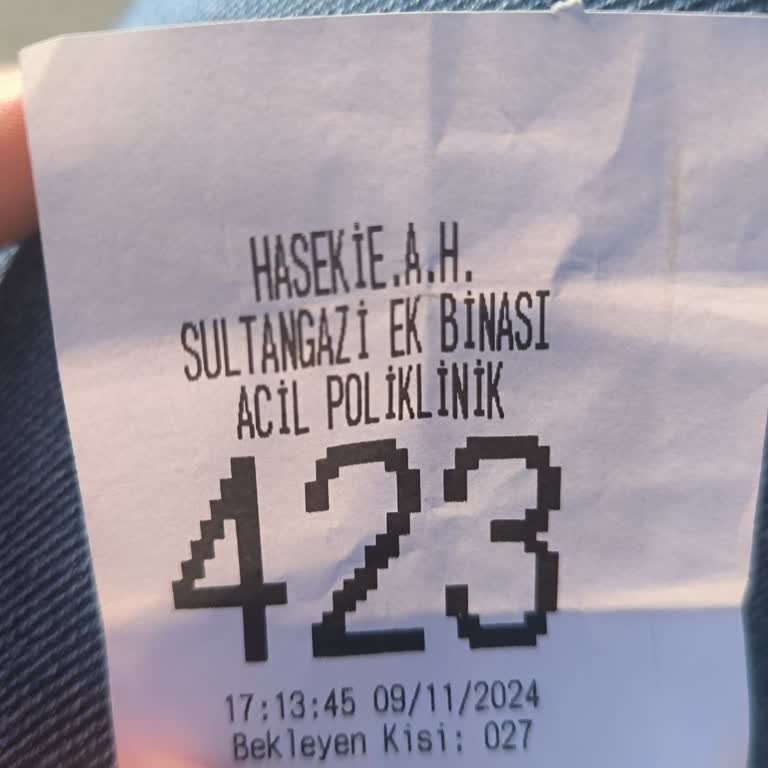 HASEKİE.A.H.
SULTANGAZİ EK BİNASI
ACİL POLİKLİNİK
423
17:13:45 09/11/2024
Bekleyen Kisi: 027